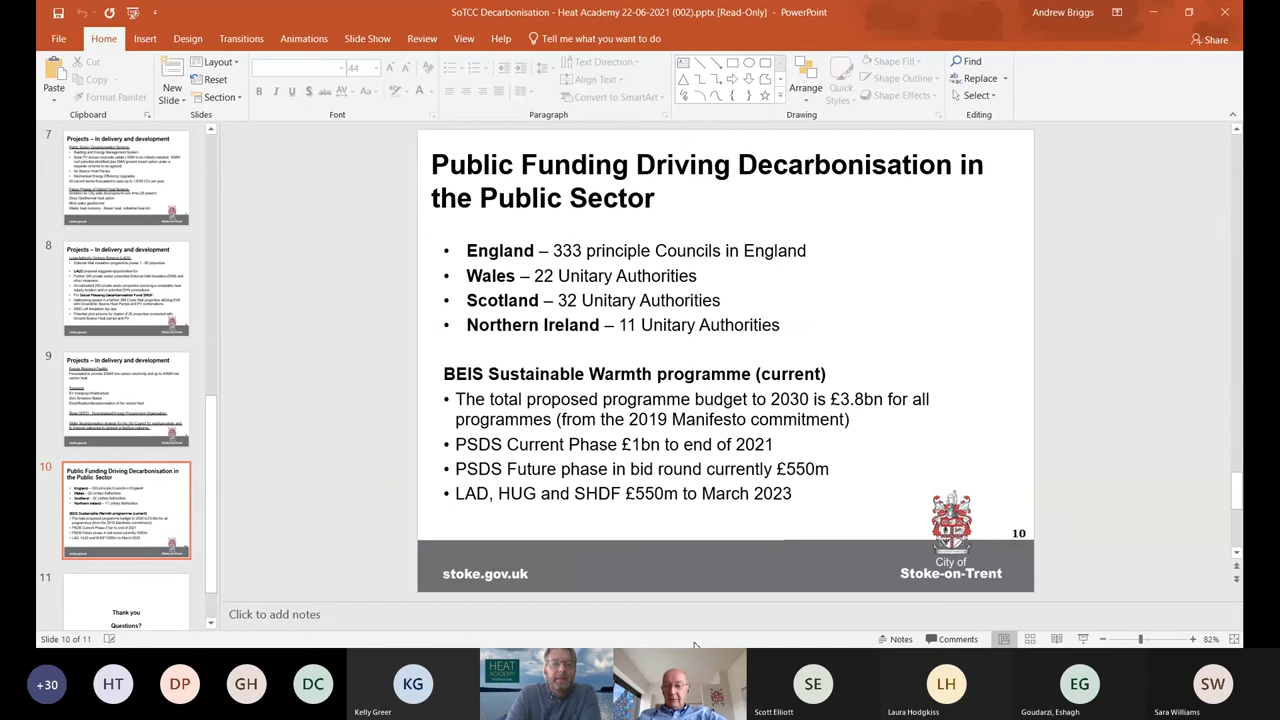 SoTCC Decarbonisation - Heat Academy 22-06-2021 (002).pptx [Read-Only] - PowerPoint
Andrew Briggs
File Home Insert Design Transitions Animations Slide Show Review View Help Tell me what you want to do
Share
Paste
Cut
Copy
Format Painter
Clipboard
New
Slide
Layout
Reset
Section
Slides
44
Font
Text Direction
Align Text
Convert to SmartArt
Paragraph
Arrange
Quick
Styles
Shape Fill
Shape Outline
Shape Effects
Drawing
Find
Replace
Select
Editing
7
Projects – In delivery and development
8
Projects – In delivery and development
9
Projects – In delivery and development
10
Public Funding Driving Decarbonisation in
the Public Sector
11
Thank you
Questions?
Public Funding Driving Decarbonisation in
the Public Sector
• England – 333 principle Councils in England
• Wales – 22 Unitary Authorities
• Scotland – 32 Unitary Authorities
• Northern Ireland – 11 Unitary Authorities
BEIS Sustainable Warmth programme (current)
• The total proposed programme budget to 2030 is £3.8bn for all
programmes (from the 2019 Manifesto commitment)
• PSDS Current Phase £1bn to end of 2021
• PSDS Future phase in bid round currently £550m
• LAD, HUG and SHDF £550m to March 2023
10
stoke.gov.uk
City of
Stoke-on-Trent
Click to add notes
Slide 10 of 11
Notes
Comments
82%
+30
HT
DP
GH
DC
KG
Kelly Greer
HEAT
ACADEMY
SE
Scott Elliott
LH
Laura Hodgkiss
EG
Goudarzi, Eshagh
SW
Sara Williams